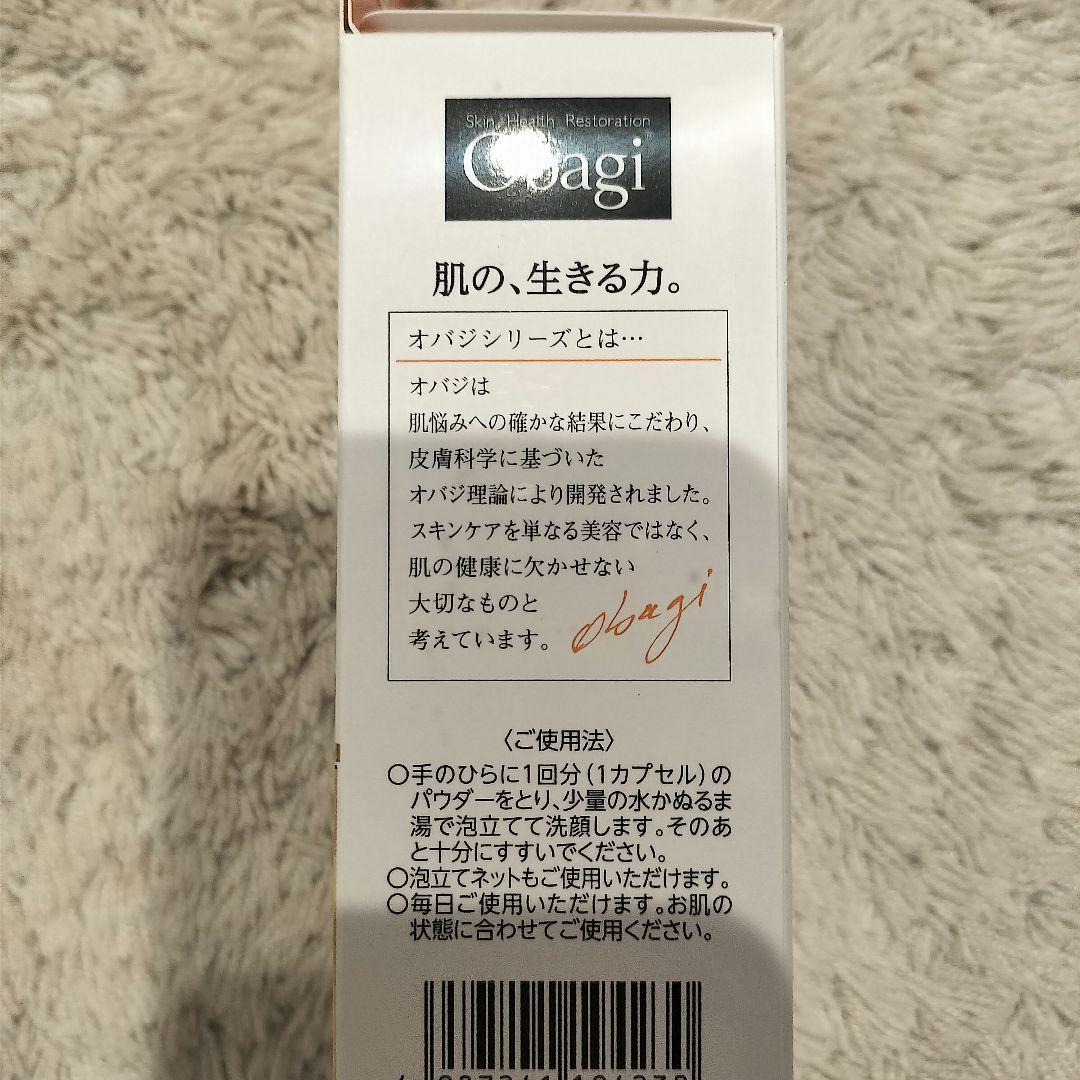 Skin Health Restoration
Obagi
肌の、生きる力。
オバジシリーズとは…
オバジは
肌悩みへの確かな結果にこだわり、
皮膚科学に基づいた
オバジ理論により開発されました。
スキンケアを単なる美容ではなく、
肌の健康に欠かせない
大切なものと
考えています。
Obagi
〈ご使用法〉
○手のひらに1回分(1カプセル)の
パウダーをとり、少量の水かぬるま
湯で泡立てて洗顔します。そのあ
と十分にすすいでください。
○泡立てネットもご使用いただけます。
○毎日ご使用いただけます。お肌の
状態に合わせてご使用ください。